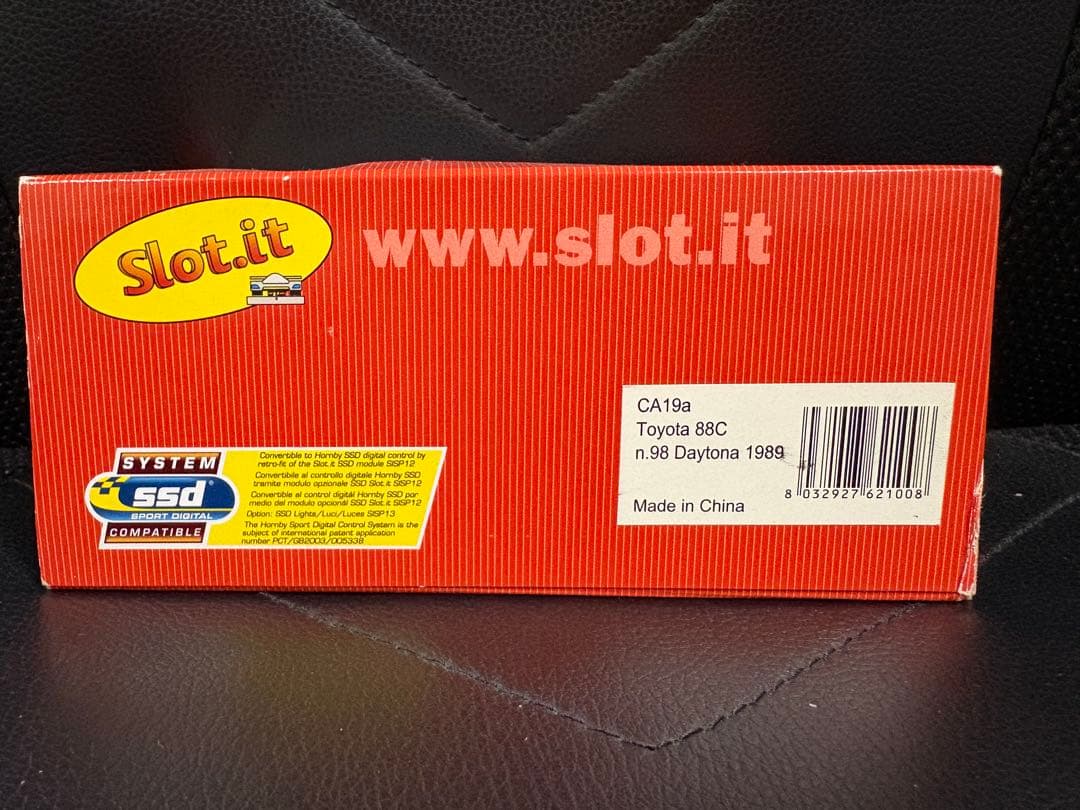 Slot.it
www.slot.it
CA19a
Toyota 88C
n.98 Daytona 1989
8 032927 621008
Made in China
SYSTEM
ssd®
SPORT DIGITAL
COMPATIBLE
Convertible to Hornby SSD digital control by
retro-fit of the Slot.it SSD module SISP12
Convertibile al controllo digitale Hornby SSD
tramite modulo opzionale SSD Slot.it SISP12
Convertible al control digitál Hornby SSD por
medio del modulo opcionál SSD Slot.it SISP12
Option: SSD Lights/Luci/Luces SISP13
The Hornby Sport Digital Control System is the
subject of international patent application
number PCT/GB2003/005338